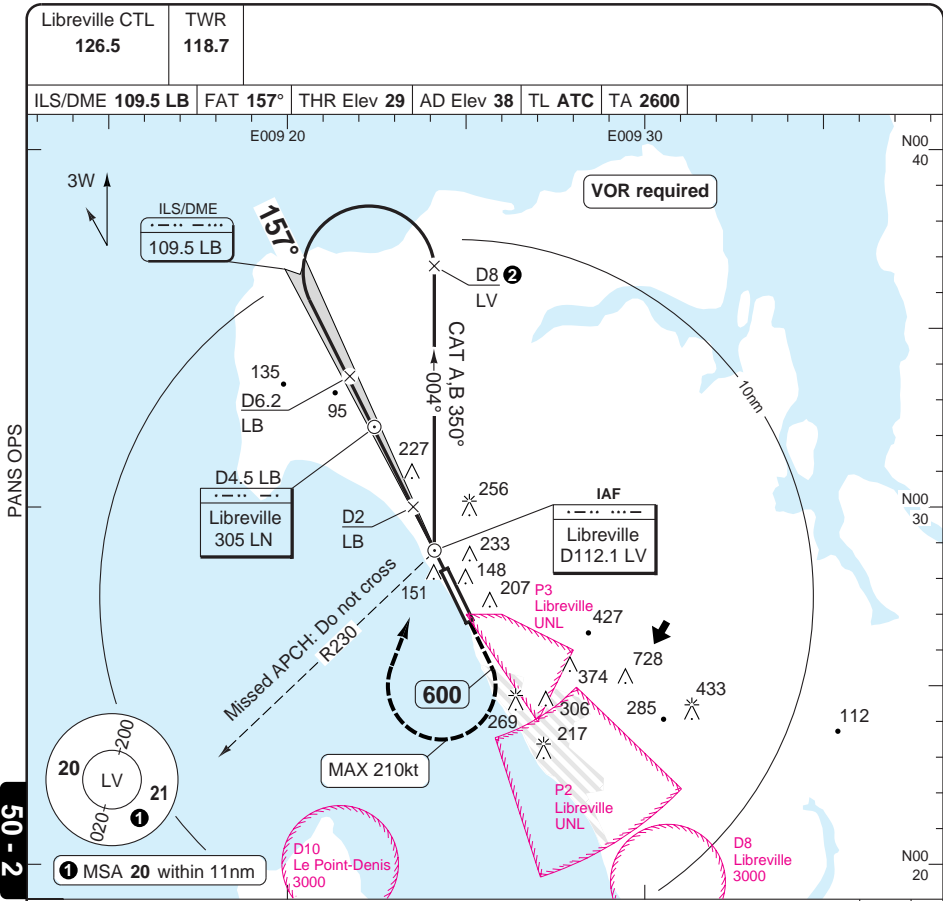 Libreville CTL
126.5
TWR
118.7
ILS/DME 109.5 LB
FAT 157°
THR Elev 29
AD Elev 38
TL ATC
TA 2600
E009 20
E009 30
N00
40
3W
VOR required
ILS/DME
109.5 LB
157°
D8 ❷
LV
CAT A,B 350°
004°
10nm
135
95
D6.2
LB
227
D4.5 LB
Libreville
305 LN
D2
LB
256
IAF
Libreville
D112.1 LV
N00
30
233
148
151
207
P3
Libreville
UNL
427
Missed APCH: Do not cross
R230
728
374
600
433
285
306
269
217
112
MAX 210kt
P2
Libreville
UNL
200
20
LV
21
020
❶
❶ MSA 20 within 11nm
D10
Le Point-Denis
3000
D8
Libreville
3000
N00
20
PANS OPS
50 - 2